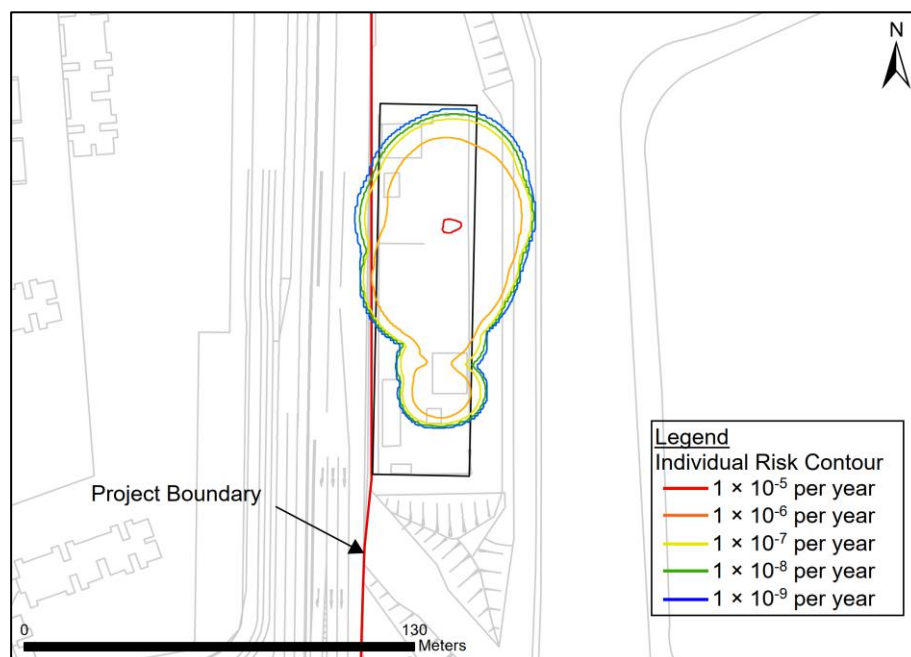 N
Project Boundary
Legend
Individual Risk Contour
1 × 10⁻⁵ per year
1 × 10⁻⁶ per year
1 × 10⁻⁷ per year
1 × 10⁻⁸ per year
1 × 10⁻⁹ per year
0 130
Meters